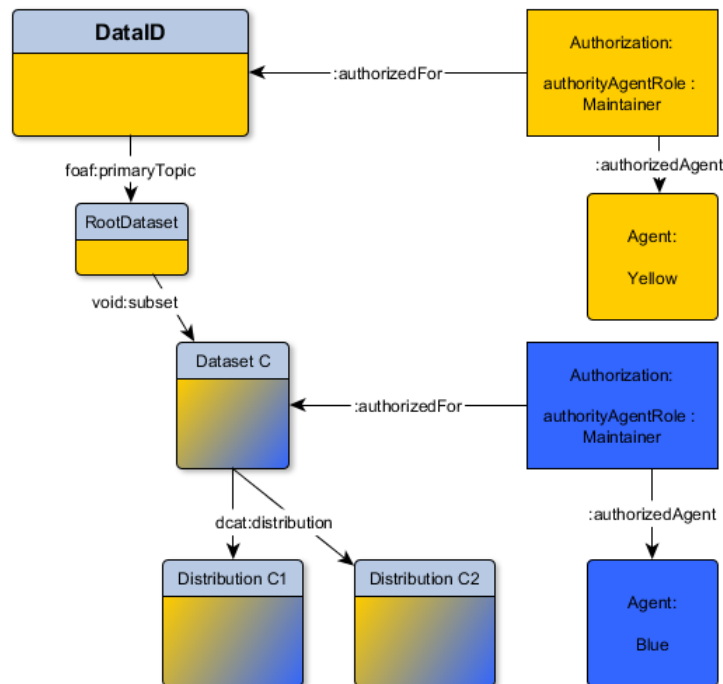 DataID
Authorization:
:authorizedFor
authorityAgentRole :
Maintainer
foaf:primaryTopic
:authorizedAgent
RootDataset
Agent:
Yellow
void:subset
Dataset C
Authorization:
:authorizedFor
authorityAgentRole :
Maintainer
dcat:distribution
:authorizedAgent
Distribution C1
Distribution C2
Agent:
Blue